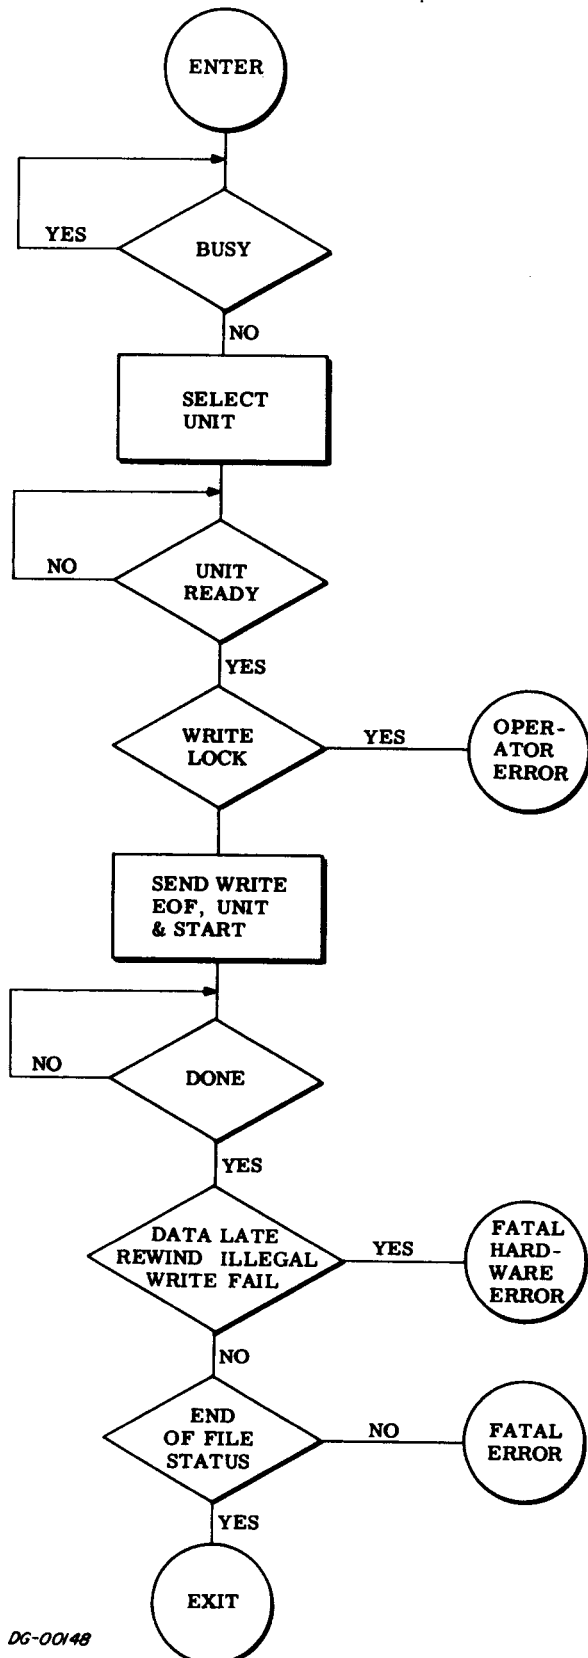 ENTER
YES
BUSY
NO
SELECT
UNIT
NO
UNIT
READY
YES
WRITE
LOCK
YES
OPER-
ATOR
ERROR
SEND WRITE
EOF, UNIT
& START
NO
DONE
YES
DATA LATE
REWIND ILLEGAL
WRITE FAIL
YES
FATAL
HARD-
WARE
ERROR
NO
END
OF FILE
STATUS
NO
FATAL
ERROR
YES
EXIT
DG-00148